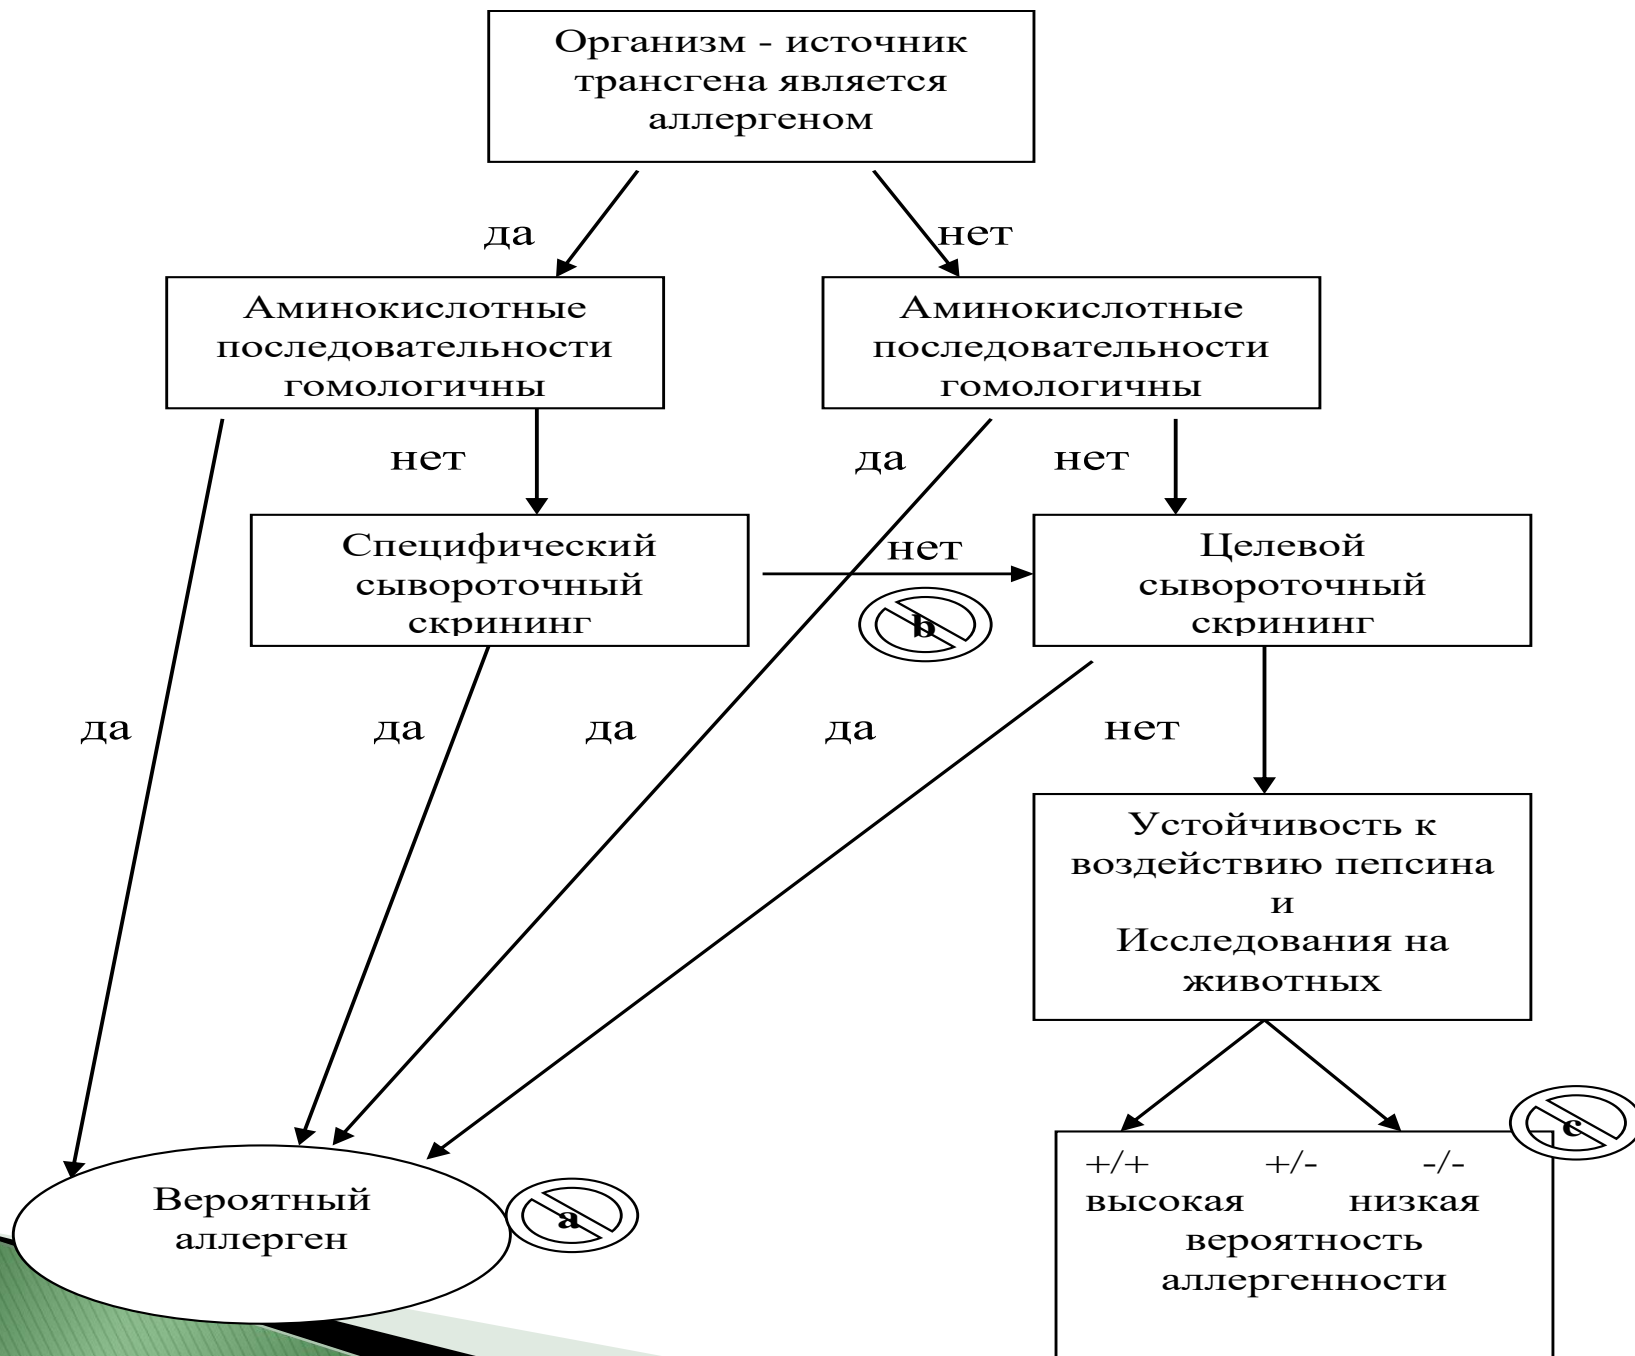 Организм - источник
трансгена является
аллергеном
да
нет
Аминокислотные
последовательности
гомологичны
Аминокислотные
последовательности
гомологичны
нет
да
нет
Специфический
сывороточный
скрининг
нет
b
Целевой
сывороточный
скрининг
да
да
да
да
нет
Устойчивость к
воздействию пепсина
и
Исследования на
животных
Вероятный
аллерген
a
c
+/+ +/- -/-
высокая низкая
вероятность
аллергенности